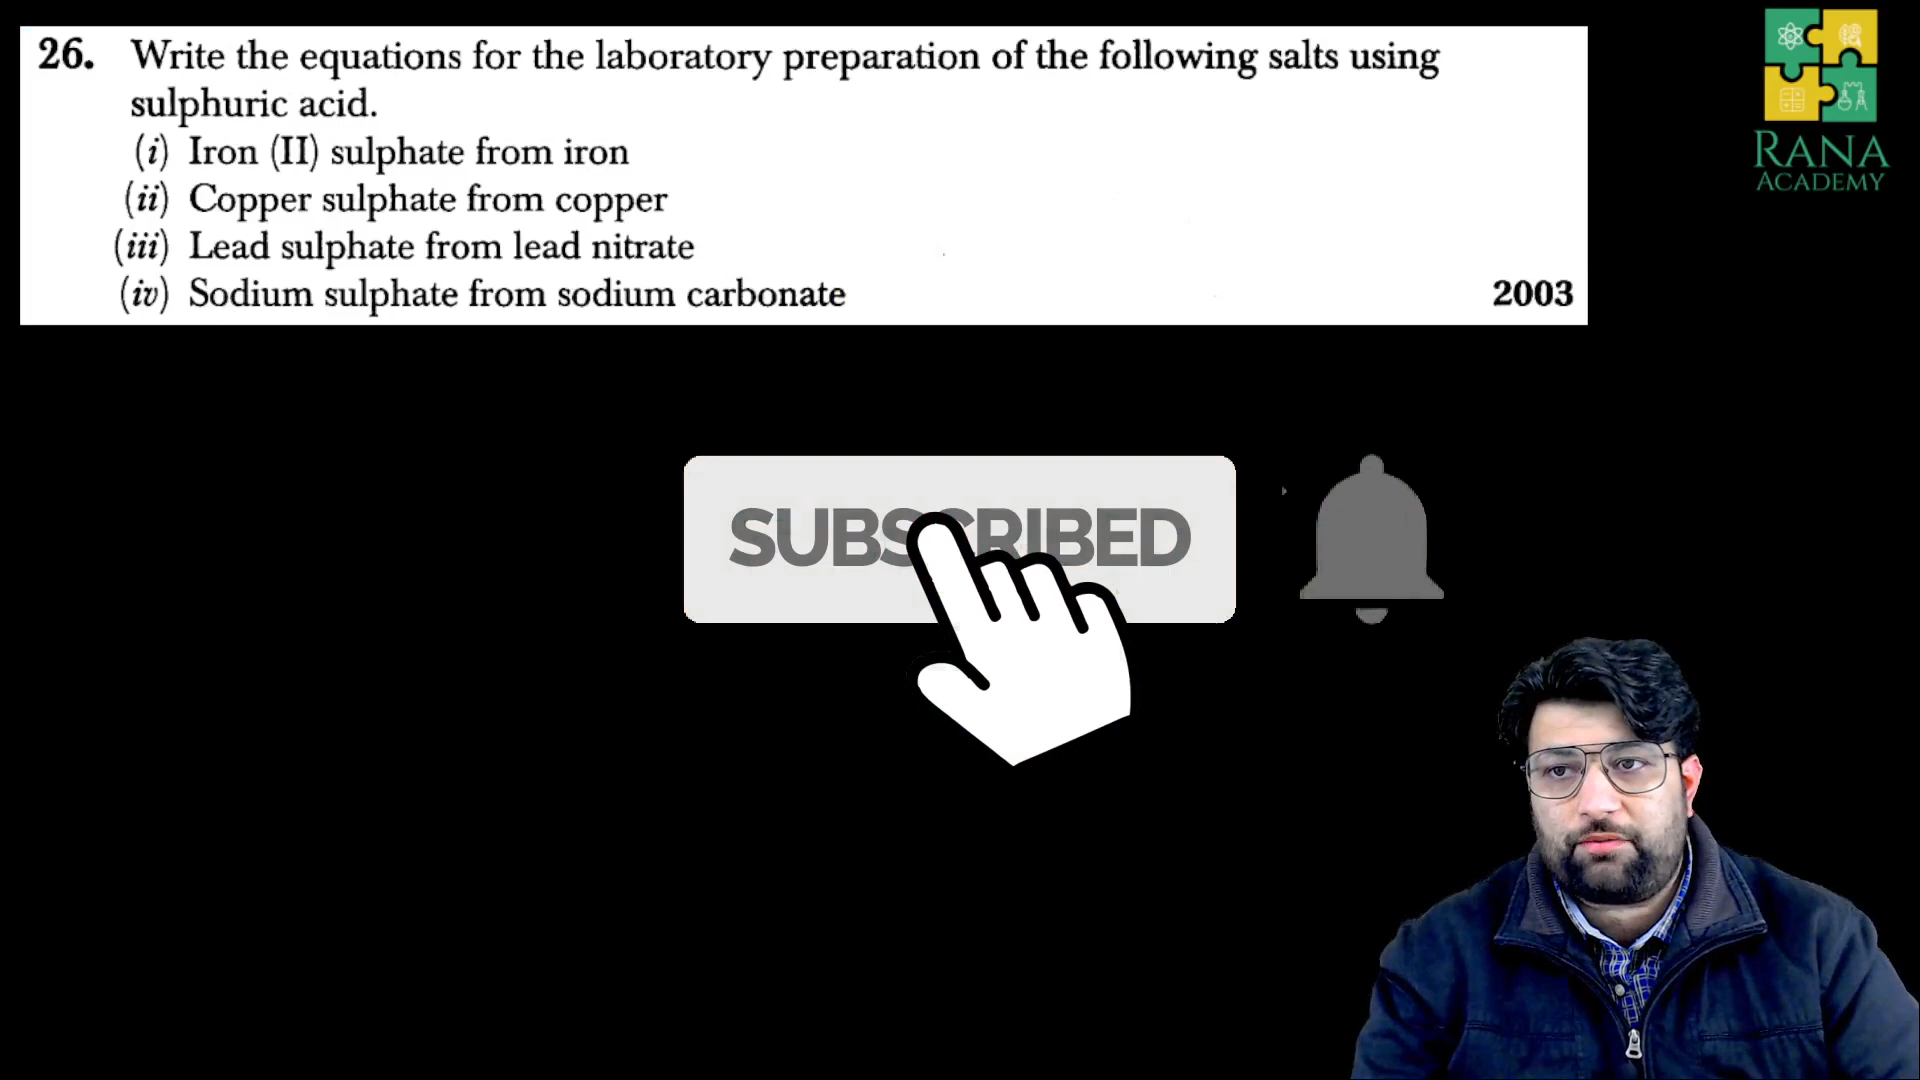 26. Write the equations for the laboratory preparation of the following salts using
sulphuric acid.
(i) Iron (II) sulphate from iron
(ii) Copper sulphate from copper
(iii) Lead sulphate from lead nitrate
(iv) Sodium sulphate from sodium carbonate 2003
RANA
ACADEMY
SUBSCRIBED